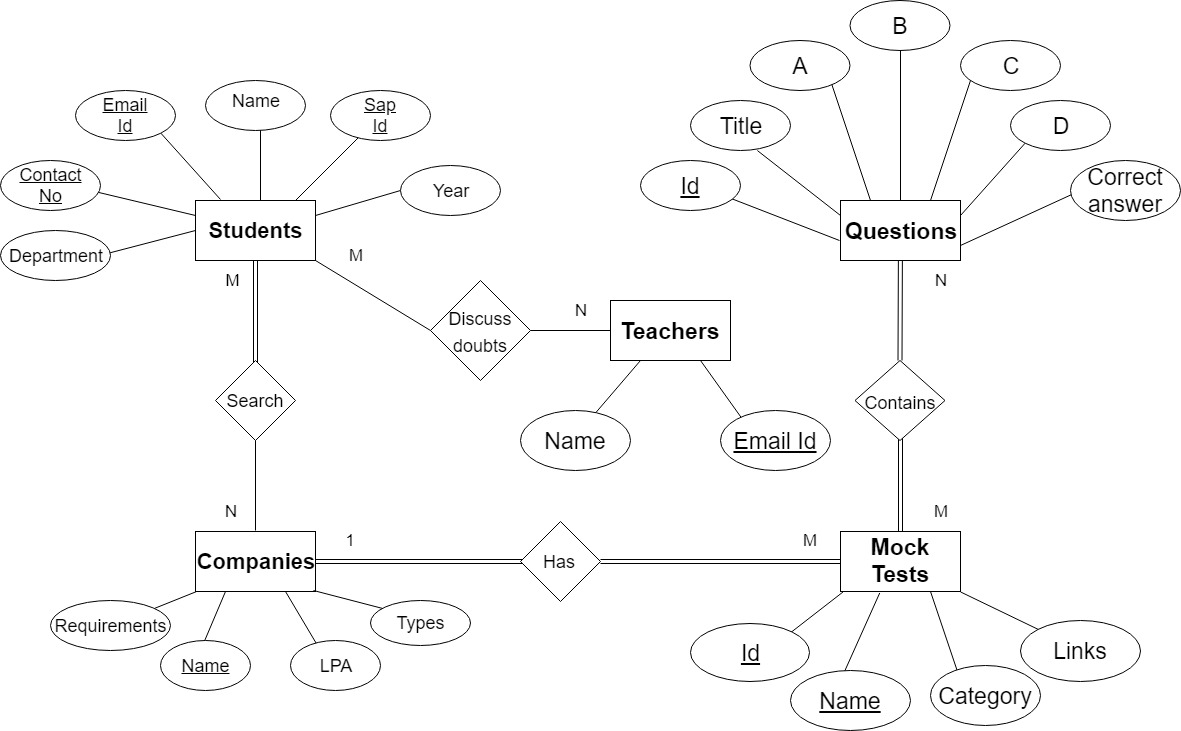 B
A
C
Email
Id
Name
Sap
Id
Title
D
Contact
No
Year
Id
Correct
answer
Students
Questions
Department
M
M
N
Discuss
doubts
N
Teachers
Search
Contains
Name
Email Id
N
M
Companies
1
Has
M
Mock
Tests
Requirements
Name
LPA
Types
Id
Name
Category
Links